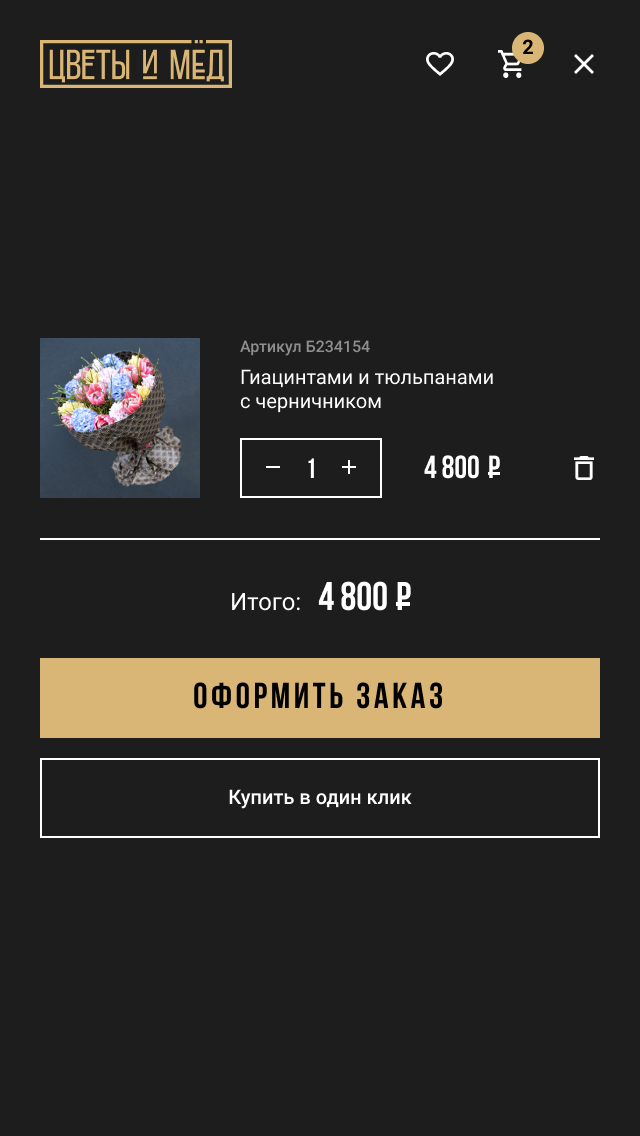 ЦВЕТЫ И МЁД
2
Артикул Б234154
Гиацинтами и тюльпанами
с черничником
− 1 + 4 800 ₽
Итого: 4 800 ₽
ОФОРМИТЬ ЗАКАЗ
Купить в один клик